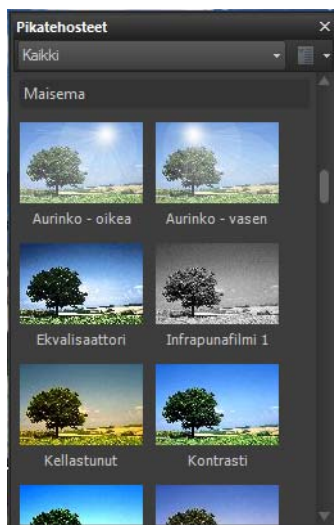 Pikatehosteet
Kaikki
Maisema
Aurinko - oikea
Aurinko - vasen
Ekvalisaattori
Infrapunafilmi 1
Kellastunut
Kontrasti